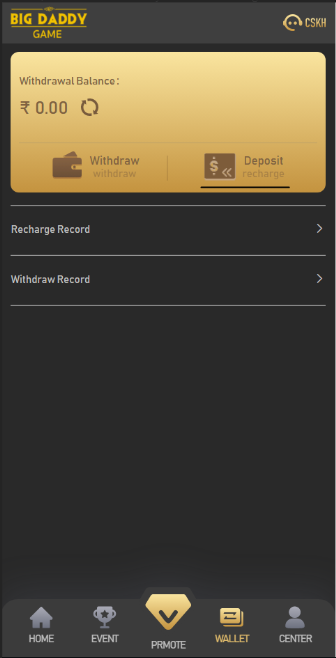 BIG DADDY
GAME
CSKH
Withdrawal Balance :
₹ 0.00
Withdraw
withdraw
Deposit
recharge
Recharge Record
Withdraw Record
HOME
EVENT
PRMOTE
WALLET
CENTER